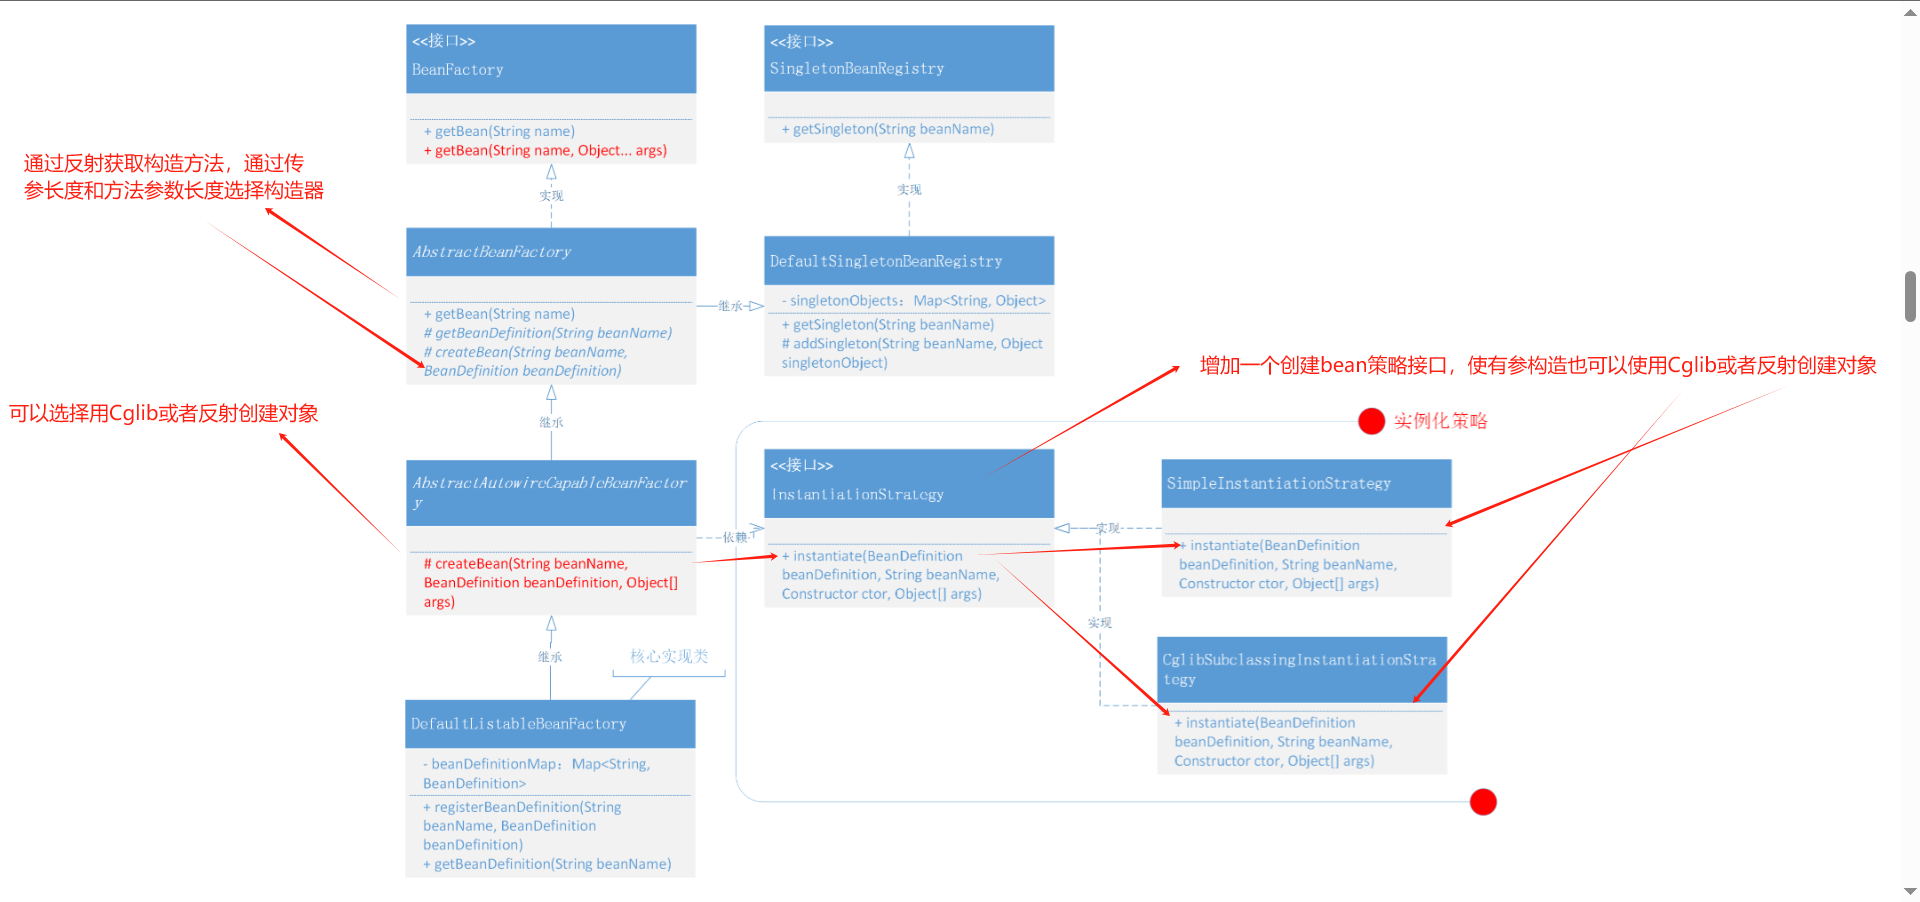 <<接口>>
BeanFactory
+ getBean(String name)
+ getBean(String name, Object... args)
<<接口>>
SingletonBeanRegistry
+ getSingleton(String beanName)
通过反射获取构造方法，通过传
参长度和方法参数长度选择构造器
实现
实现
AbstractBeanFactory
+ getBean(String name)
# getBeanDefinition(String beanName)
# createBean(String beanName,
BeanDefinition beanDefinition)
继承
DefaultSingletonBeanRegistry
- singletonObjects：Map<String, Object>
+ getSingleton(String beanName)
# addSingleton(String beanName, Object
singletonObject)
增加一个创建bean策略接口，使有参构造也可以使用Cglib或者反射创建对象
可以选择用Cglib或者反射创建对象
继承
实例化策略
AbstractAutowireCapableBeanFactor
y
# createBean(String beanName,
BeanDefinition beanDefinition, Object[]
args)
依赖
<<接口>>
InstantiationStrategy
+ instantiate(BeanDefinition
beanDefinition, String beanName,
Constructor ctor, Object[] args)
实现
SimpleInstantiationStrategy
+ instantiate(BeanDefinition
beanDefinition, String beanName,
Constructor ctor, Object[] args)
实现
继承
核心实现类
CglibSubclassingInstantiationStra
tegy
+ instantiate(BeanDefinition
beanDefinition, String beanName,
Constructor ctor, Object[] args)
DefaultListableBeanFactory
- beanDefinitionMap：Map<String,
BeanDefinition>
+ registerBeanDefinition(String
beanName, BeanDefinition
beanDefinition)
+ getBeanDefinition(String beanName)